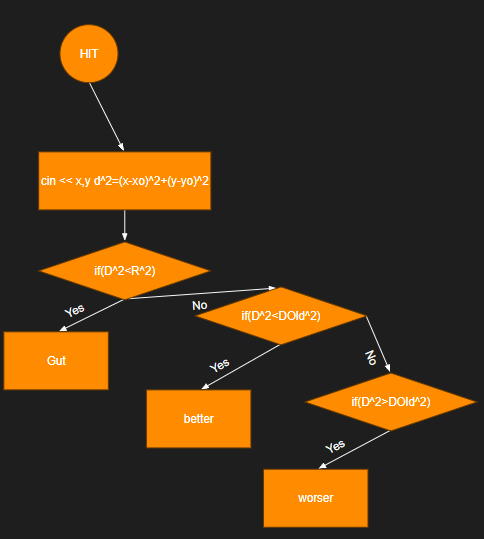 HIT
cin << x,y d^2=(x-xo)^2+(y-yo)^2
if(D^2<R^2)
Yes
No
if(D^2<DOld^2)
Gut
Yes
No
better
if(D^2>DOld^2)
Yes
worser